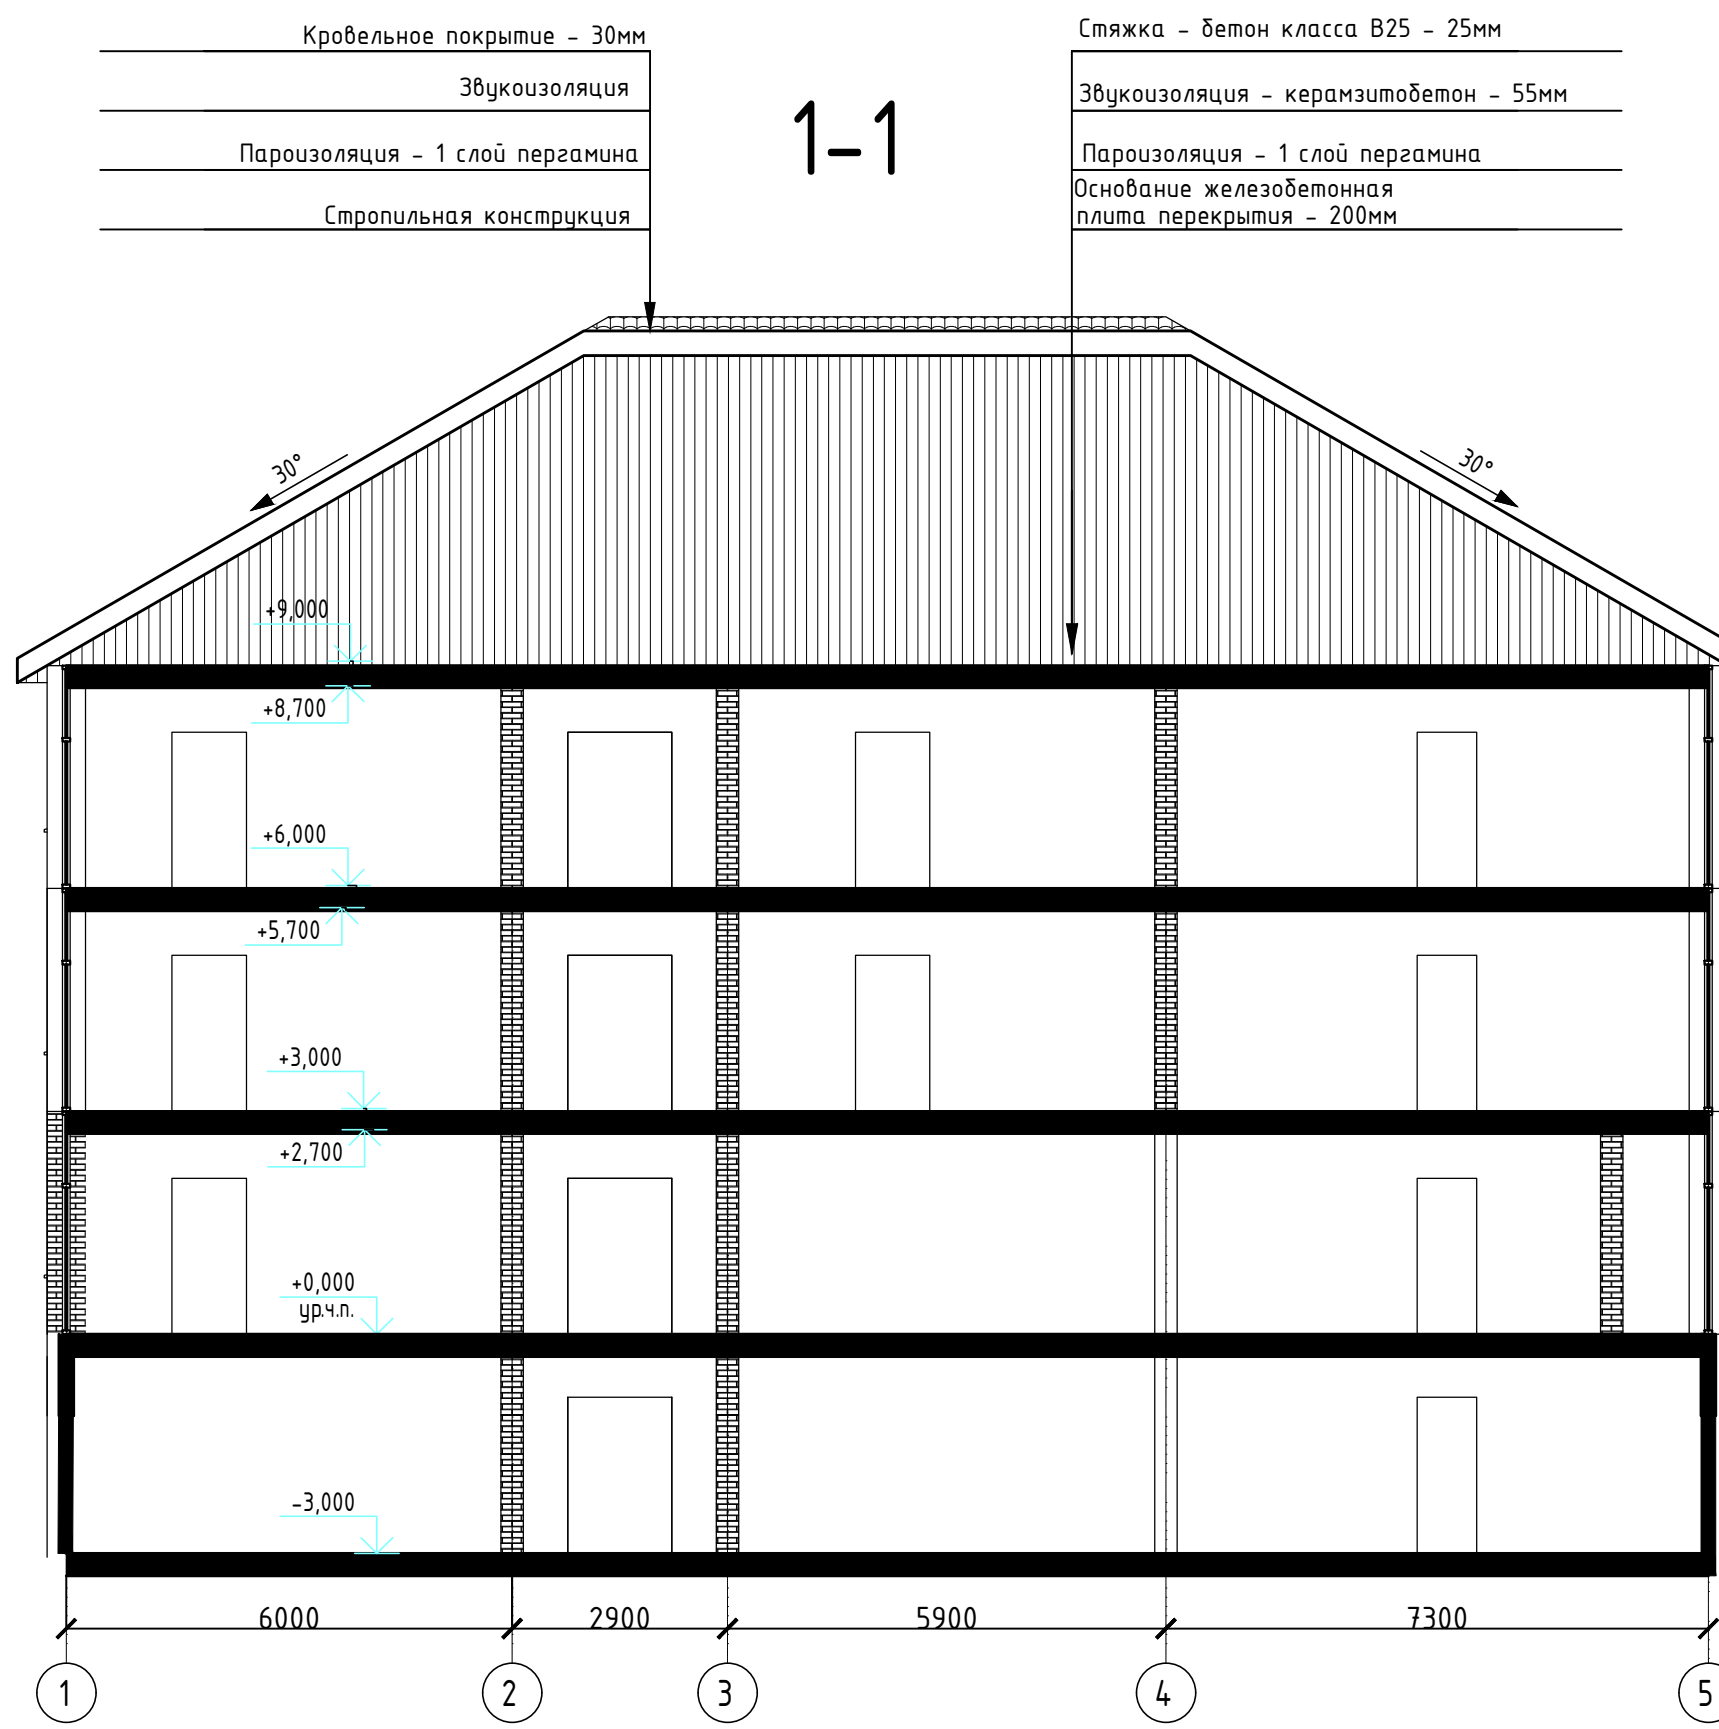 Кровельное покрытие - 30мм
Звукоизоляция
Пароизоляция - 1 слой пергамина
Стропильная конструкция
1-1
Стяжка - бетон класса В25 - 25мм
Звукоизоляция - керамзитобетон - 55мм
Пароизоляция - 1 слой пергамина
Основание железобетонная
плита перекрытия - 200мм
30°
30°
+9,000
+8,700
+6,000
+5,700
+3,000
+2,700
+0,000
ур.ч.п.
-3,000
6000
2900
5900
7300
1
2
3
4
5